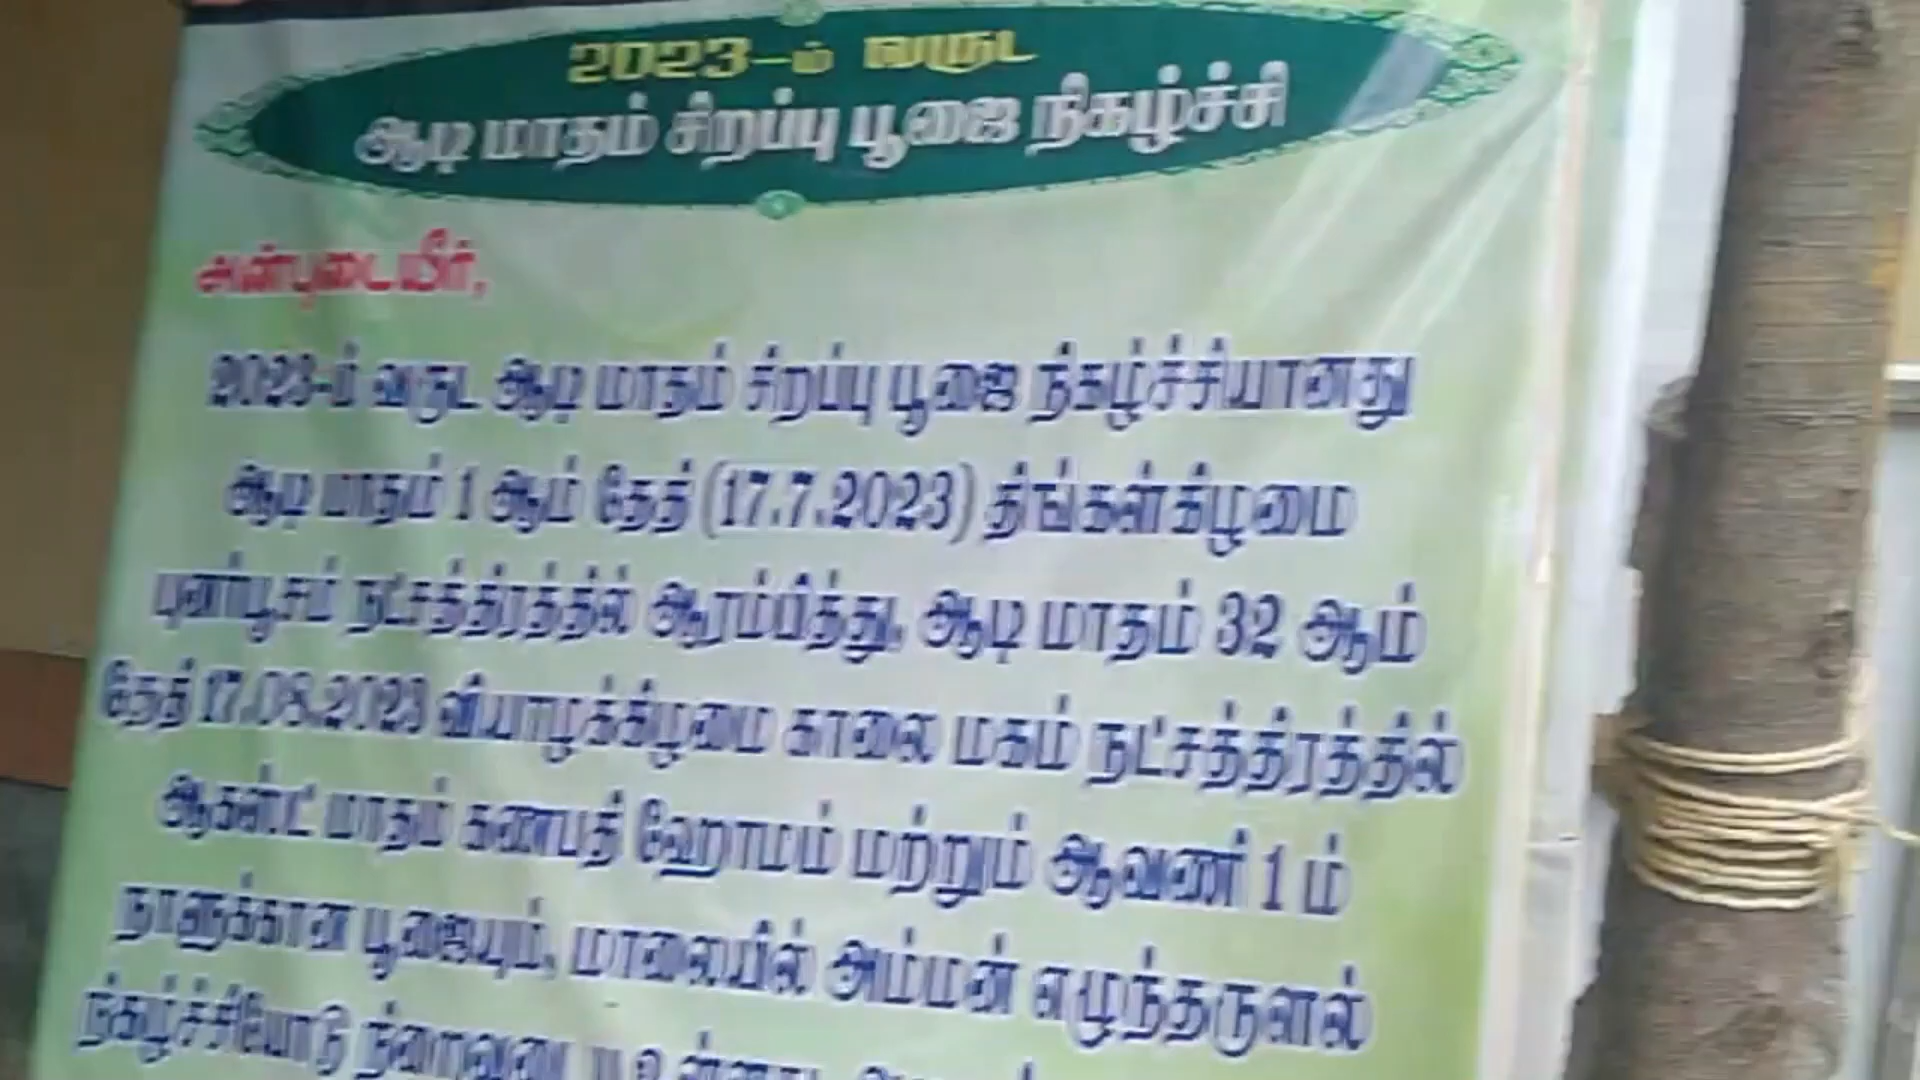 2023-ம் வருட
ஆடி மாதம் சிறப்பு பூஜை நிகழ்ச்சி
அன்புடையீர்,
2023-ம் வருட ஆடி மாதம் சிறப்பு பூஜை நிகழ்ச்சியானது
ஆடி மாதம் 1 ஆம் தேதி (17.7.2023) திங்கள்கிழமை
புனர்பூசம் நட்சத்திரத்தில் ஆரம்பித்து, ஆடி மாதம் 32 ஆம்
தேதி 17.08.2023 வியாழக்கிழமை காலை மகம் நட்சத்திரத்தில்
ஆகஸ்ட் மாதம் கணபதி ஹோமம் மற்றும் ஆவணி 1 ம்
நாளுக்கான பூஜையும், மாலையில் அம்மன் எழுந்தருளல்
நிகழ்ச்சியோடு